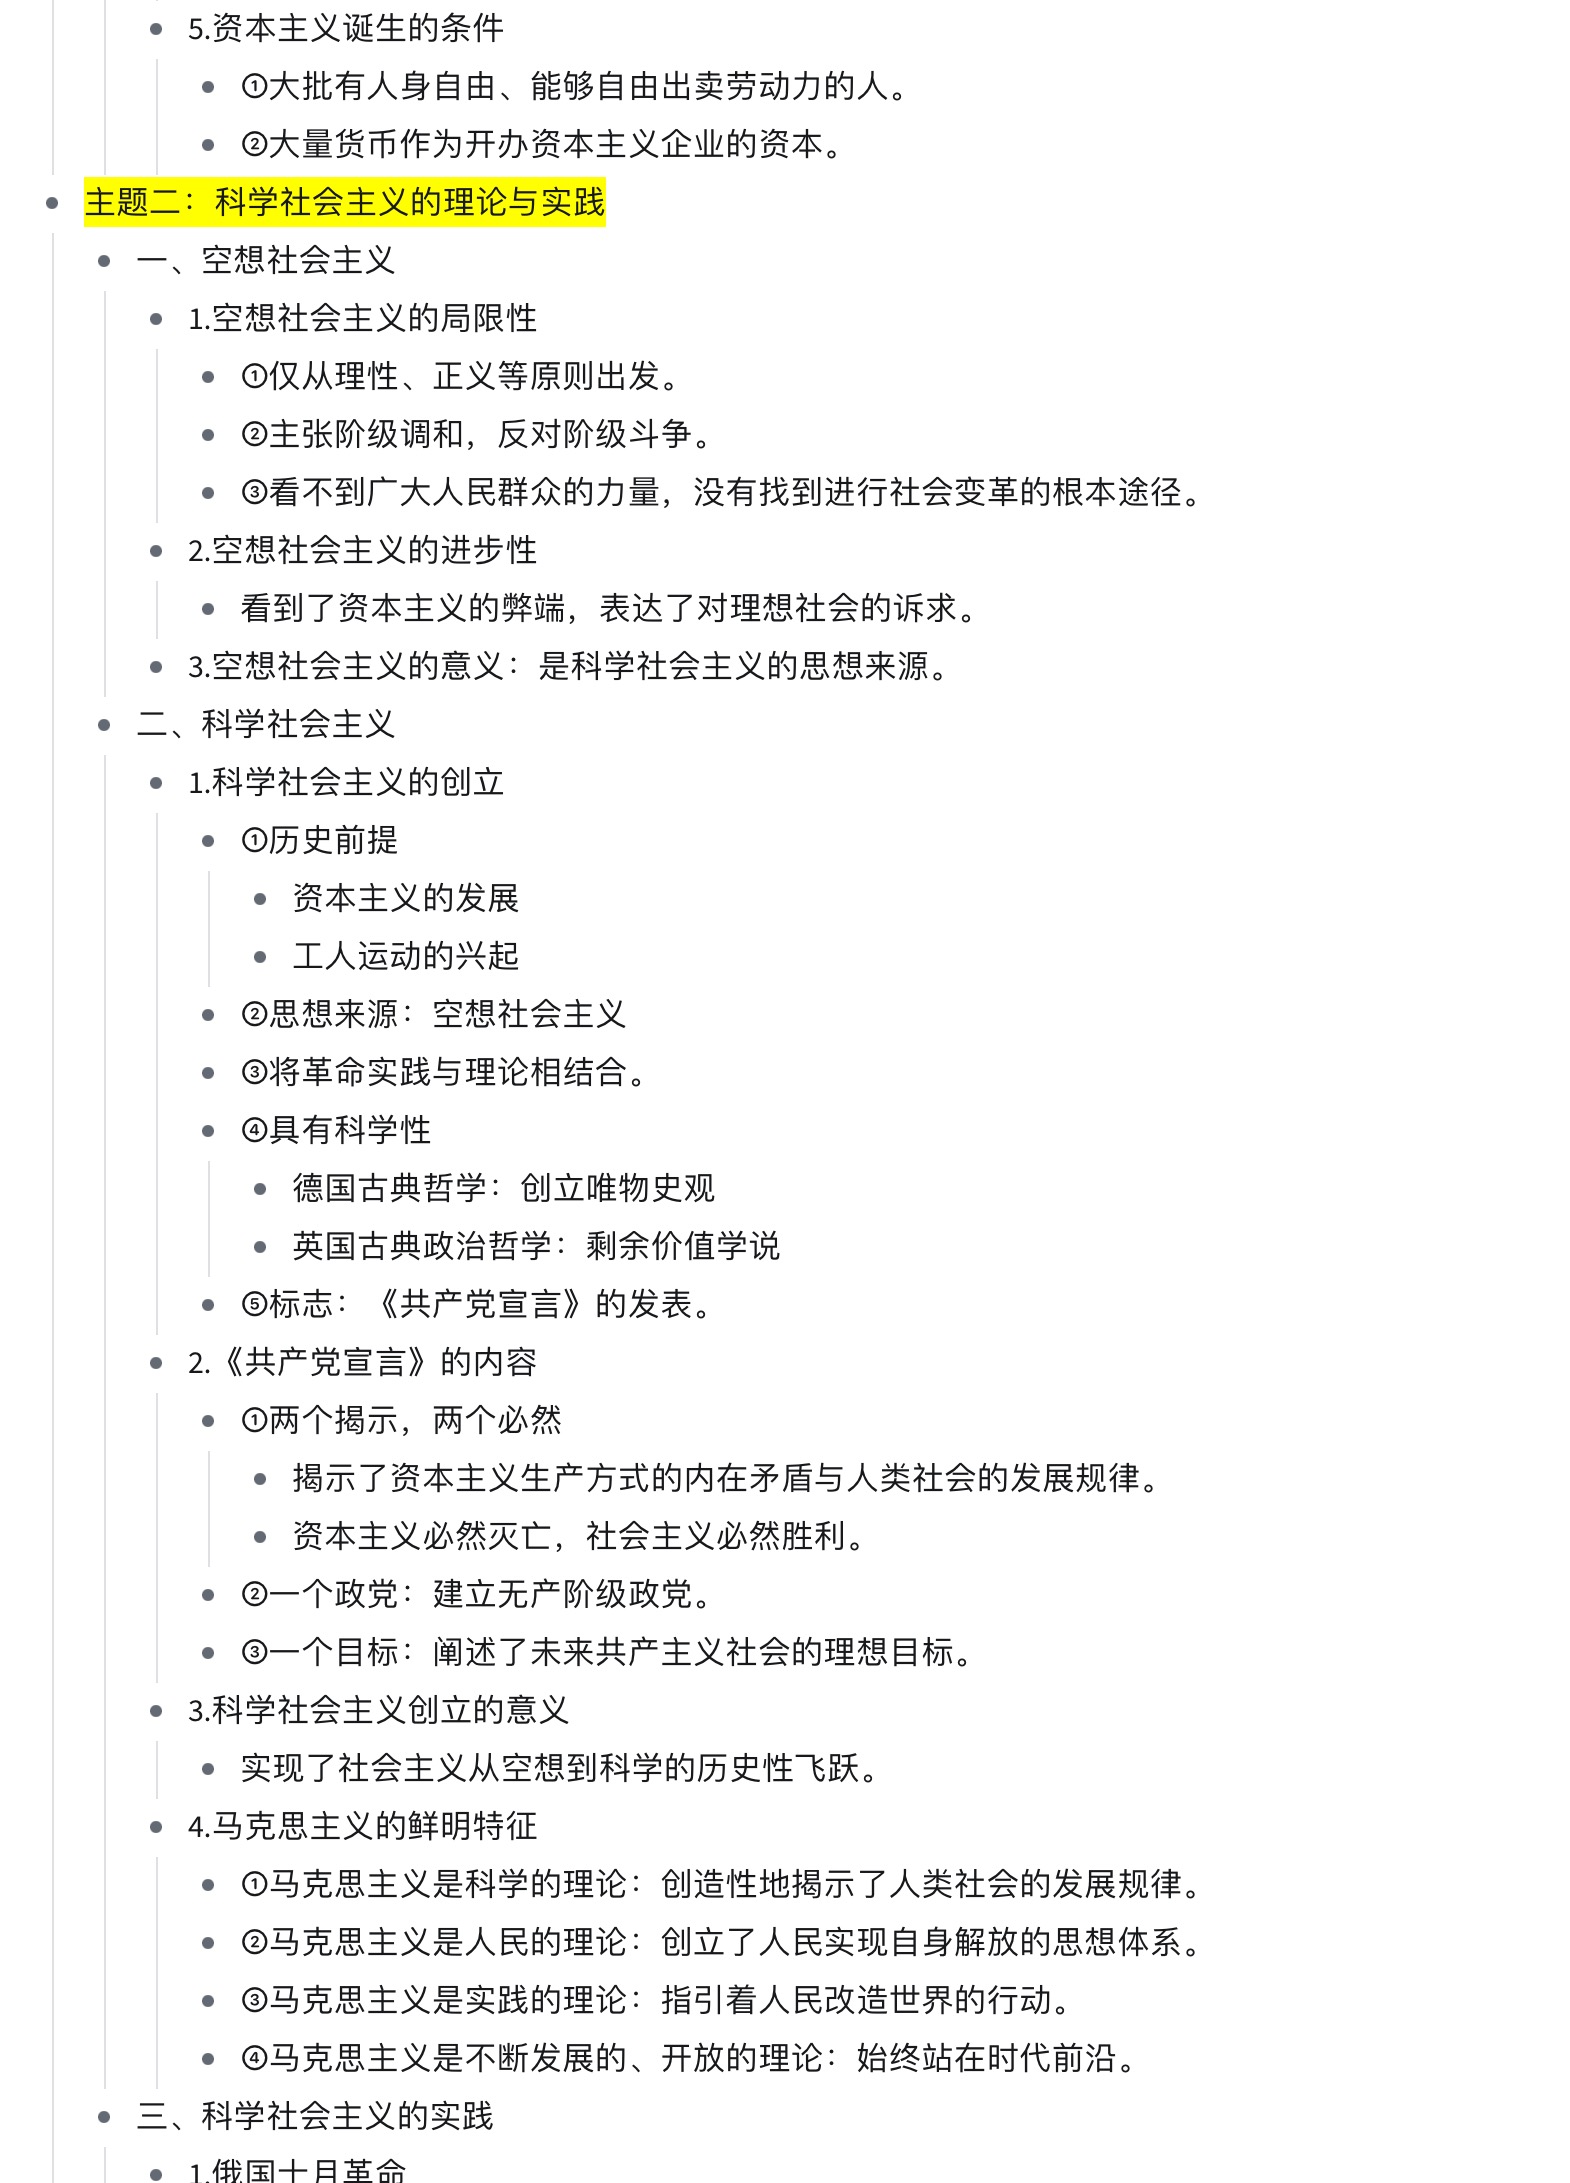 5.资本主义诞生的条件
①大批有人身自由、能够自由出卖劳动力的人。
②大量货币作为开办资本主义企业的资本。
主题二：科学社会主义的理论与实践
一、空想社会主义
1.空想社会主义的局限性
①仅从理性、正义等原则出发。
②主张阶级调和，反对阶级斗争。
③看不到广大人民群众的力量，没有找到进行社会变革的根本途径。
2.空想社会主义的进步性
看到了资本主义的弊端，表达了对理想社会的诉求。
3.空想社会主义的意义：是科学社会主义的思想来源。
二、科学社会主义
1.科学社会主义的创立
①历史前提
资本主义的发展
工人运动的兴起
②思想来源：空想社会主义
③将革命实践与理论相结合。
④具有科学性
德国古典哲学：创立唯物史观
英国古典政治哲学：剩余价值学说
⑤标志：《共产党宣言》的发表。
2.《共产党宣言》的内容
①两个揭示，两个必然
揭示了资本主义生产方式的内在矛盾与人类社会的发展规律。
资本主义必然灭亡，社会主义必然胜利。
②一个政党：建立无产阶级政党。
③一个目标：阐述了未来共产主义社会的理想目标。
3.科学社会主义创立的意义
实现了社会主义从空想到科学的历史性飞跃。
4.马克思主义的鲜明特征
①马克思主义是科学的理论：创造性地揭示了人类社会的发展规律。
②马克思主义是人民的理论：创立了人民实现自身解放的思想体系。
③马克思主义是实践的理论：指引着人民改造世界的行动。
④马克思主义是不断发展的、开放的理论：始终站在时代前沿。
三、科学社会主义的实践
1.俄国十月革命